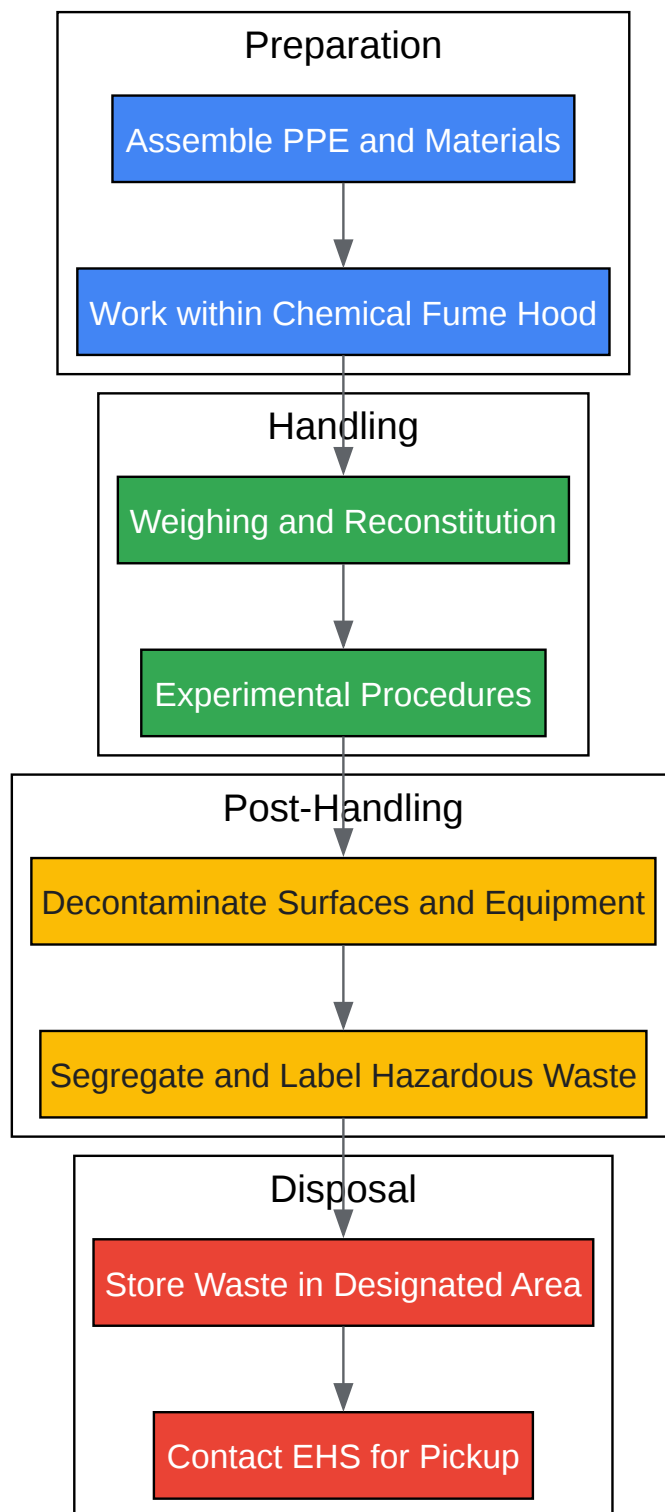 Preparation
Assemble PPE and Materials
Work within Chemical Fume Hood
Handling
Weighing and Reconstitution
Experimental Procedures
Post-Handling
Decontaminate Surfaces and Equipment
Segregate and Label Hazardous Waste
Disposal
Store Waste in Designated Area
Contact EHS for Pickup